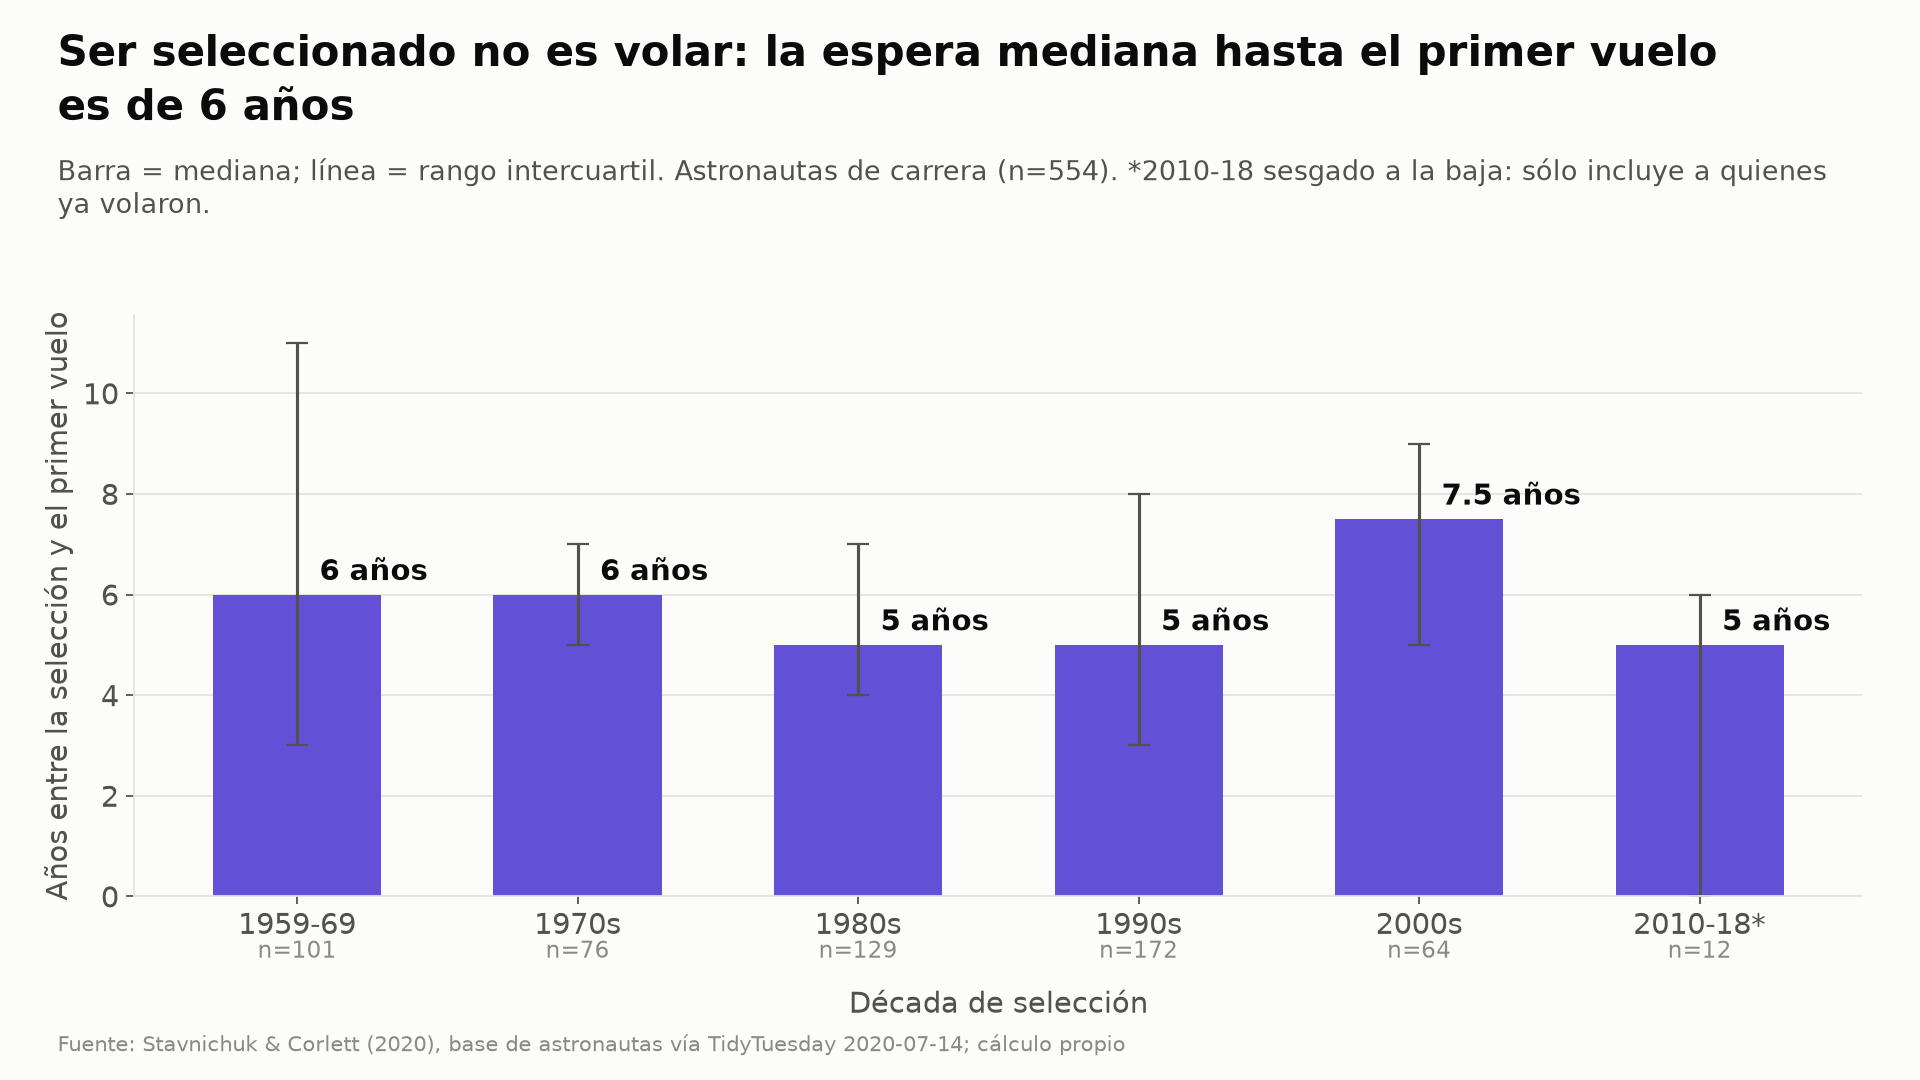 Ser seleccionado no es volar: la espera mediana hasta el primer vuelo
es de 6 años
Barra = mediana; línea = rango intercuartil. Astronautas de carrera (n=554). *2010-18 sesgado a la baja: sólo incluye a quienes
ya volaron.
Años entre la selección y el primer vuelo
10
8
6
4
2
0
6 años
6 años
5 años
5 años
7.5 años
5 años
1959-69
n=101
1970s
n=76
1980s
n=129
1990s
n=172
2000s
n=64
2010-18*
n=12
Década de selección
Fuente: Stavnichuk & Corlett (2020), base de astronautas vía TidyTuesday 2020-07-14; cálculo propio